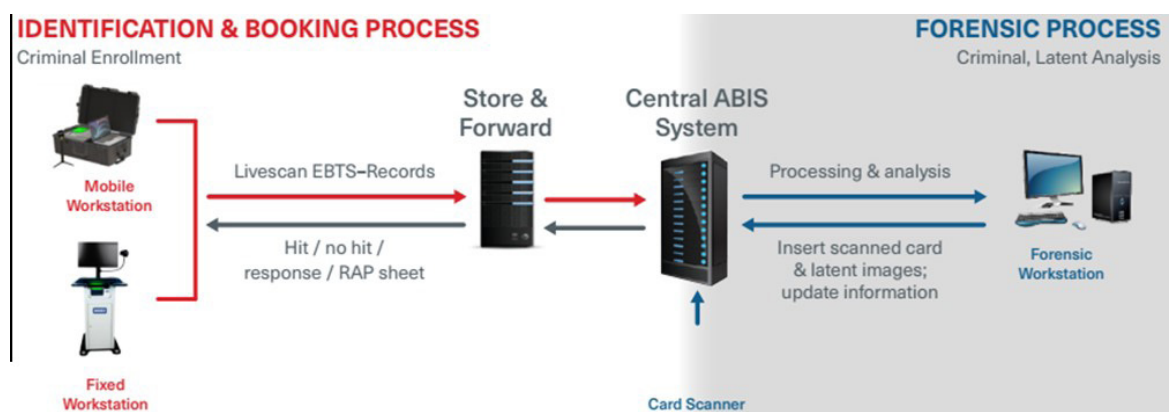 IDENTIFICATION & BOOKING PROCESS
Criminal Enrollment
FORENSIC PROCESS
Criminal, Latent Analysis
Store &
Forward
Central ABIS
System
Livescan EBTS–Records
Processing & analysis
Mobile
Workstation
Hit / no hit /
response / RAP sheet
Insert scanned card
& latent images;
update information
Forensic
Workstation
Fixed
Workstation
Card Scanner